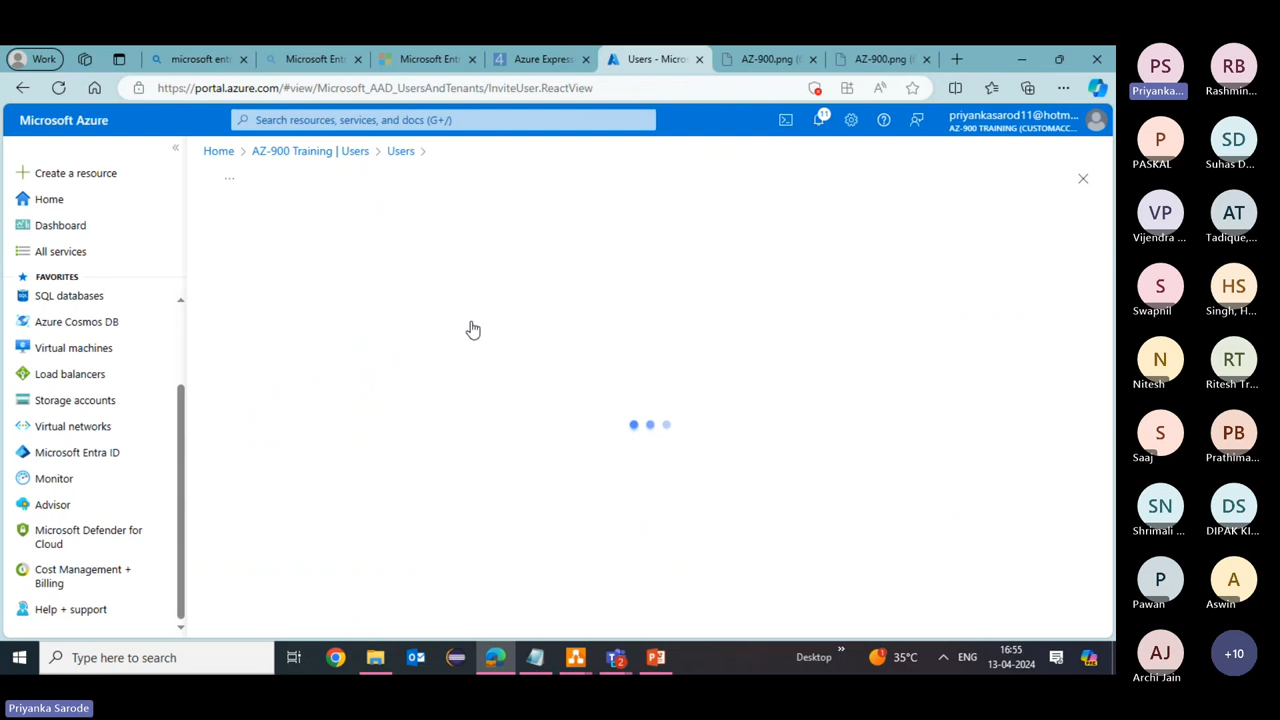 Work
microsoft ent
Microsoft Ent
Microsoft Ent
Azure Express
Users - Micro
AZ-900.png (
AZ-900.png (
https://portal.azure.com/#view/Microsoft_AAD_UsersAndTenants/InviteUser.ReactView
Microsoft Azure
Search resources, services, and docs (G+/)
11
priyankasarod11@hotm...
AZ-900 TRAINING (CUSTOMACC...
Home > AZ-900 Training | Users > Users >
...
Create a resource
Home
Dashboard
All services
FAVORITES
SQL databases
Azure Cosmos DB
Virtual machines
Load balancers
Storage accounts
Virtual networks
Microsoft Entra ID
Monitor
Advisor
Microsoft Defender for
Cloud
Cost Management +
Billing
Help + support
Type here to search
2
Desktop
35°C
ENG
16:55
13-04-2024
Priyanka Sarode
PS
Priyanka...
RB
Rashmin...
P
PASKAL
SD
Suhas D...
VP
Vijendra ...
AT
Tadique,...
S
Swapnil
HS
Singh, H...
N
Nitesh
RT
Ritesh Tr...
S
Saaj
PB
Prathima...
SN
Shrimali ...
DS
DIPAK KI...
P
Pawan
A
Aswin
AJ
Archi Jain
+10